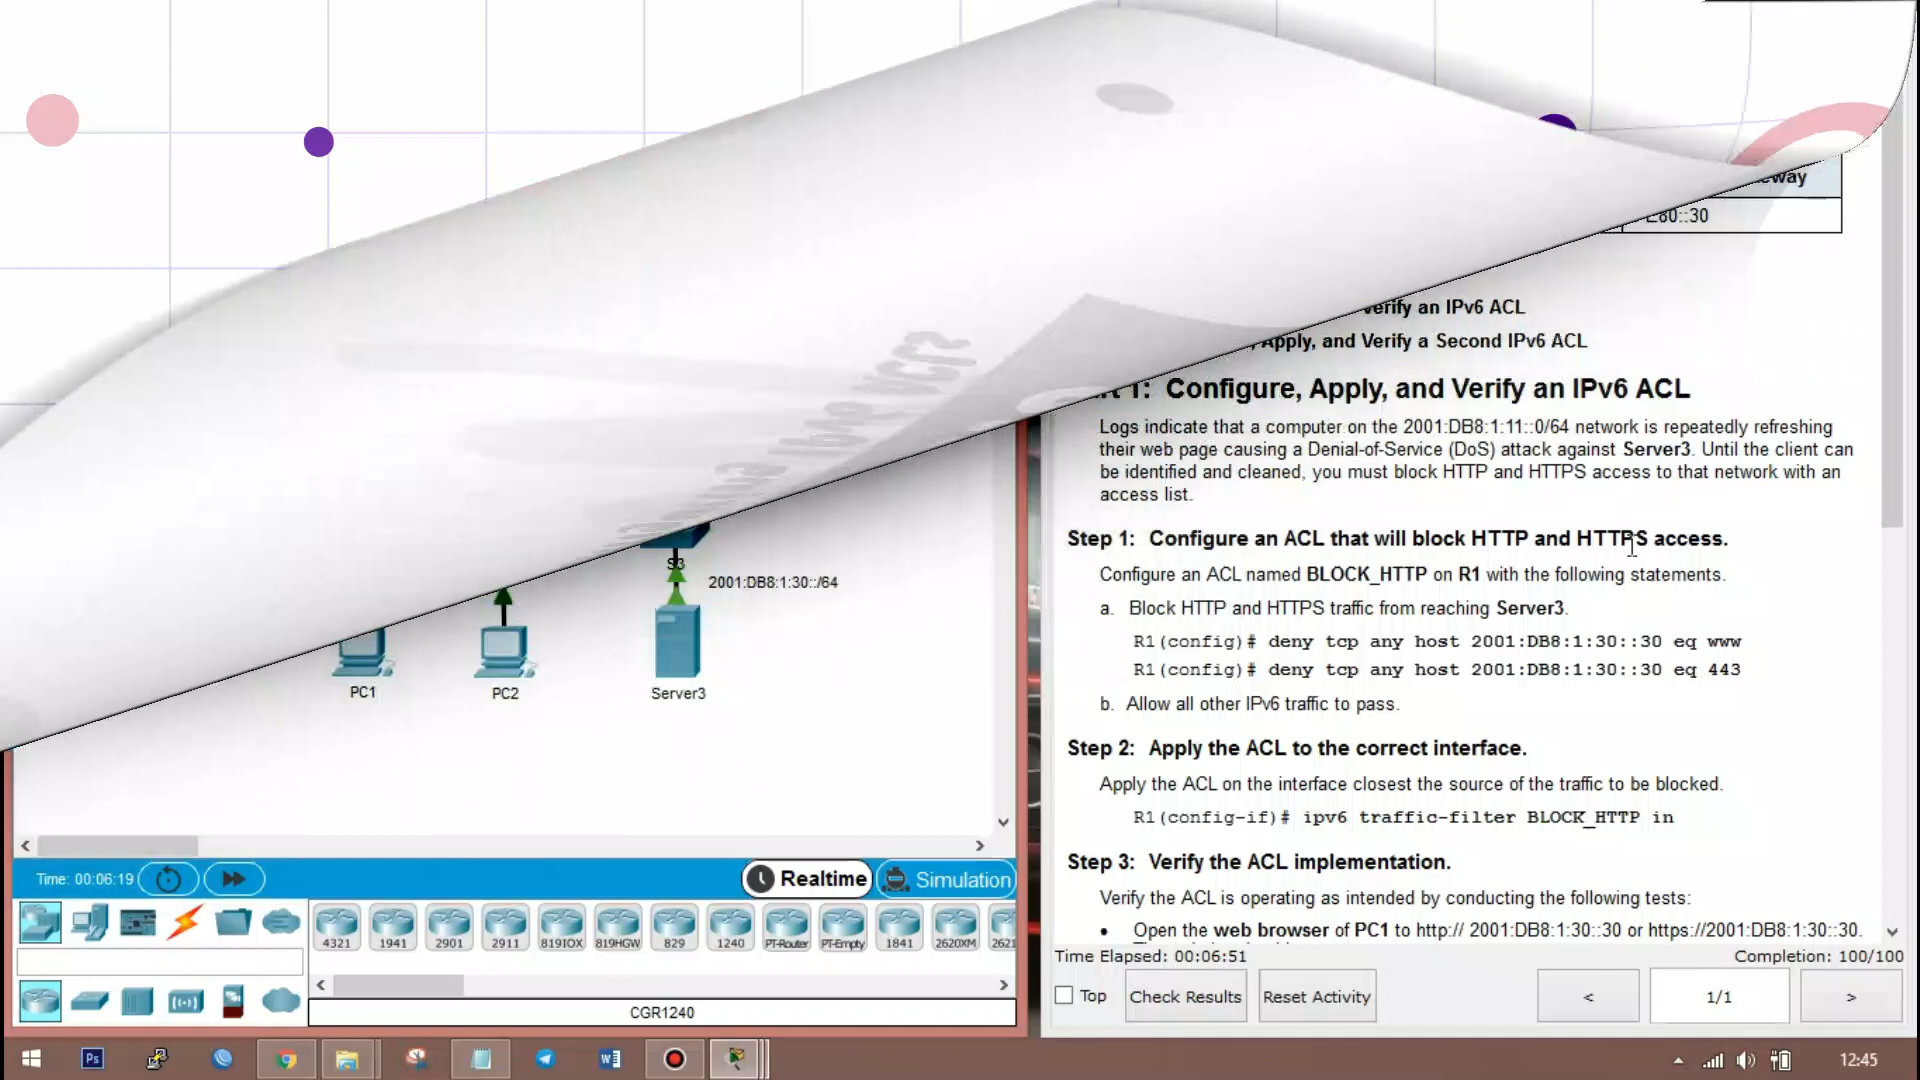 E80::30
verify an IPv6 ACL
Apply, and Verify a Second IPv6 ACL
1: Configure, Apply, and Verify an IPv6 ACL
Logs indicate that a computer on the 2001:DB8:1:11::0/64 network is repeatedly refreshing
their web page causing a Denial-of-Service (DoS) attack against Server3. Until the client can
be identified and cleaned, you must block HTTP and HTTPS access to that network with an
access list.
Step 1: Configure an ACL that will block HTTP and HTTPS access.
Configure an ACL named BLOCK_HTTP on R1 with the following statements.
a. Block HTTP and HTTPS traffic from reaching Server3.
R1(config)# deny tcp any host 2001:DB8:1:30::30 eq www
R1(config)# deny tcp any host 2001:DB8:1:30::30 eq 443
b. Allow all other IPv6 traffic to pass.
Step 2: Apply the ACL to the correct interface.
Apply the ACL on the interface closest the source of the traffic to be blocked.
R1(config-if)# ipv6 traffic-filter BLOCK_HTTP in
Step 3: Verify the ACL implementation.
Verify the ACL is operating as intended by conducting the following tests:
• Open the web browser of PC1 to http:// 2001:DB8:1:30::30 or https://2001:DB8:1:30::30.
Time Elapsed: 00:06:51
Completion: 100/100
Top
Check Results
Reset Activity
<
1/1
>
S3
2001:DB8:1:30::/64
PC1
PC2
Server3
Time: 00:06:19
Realtime
Simulation
4321
1941
2901
2911
819IOX
819HGW
829
1240
PT-Router
PT-Empty
1841
2620XM
2621
CGR1240
Ps
12:45